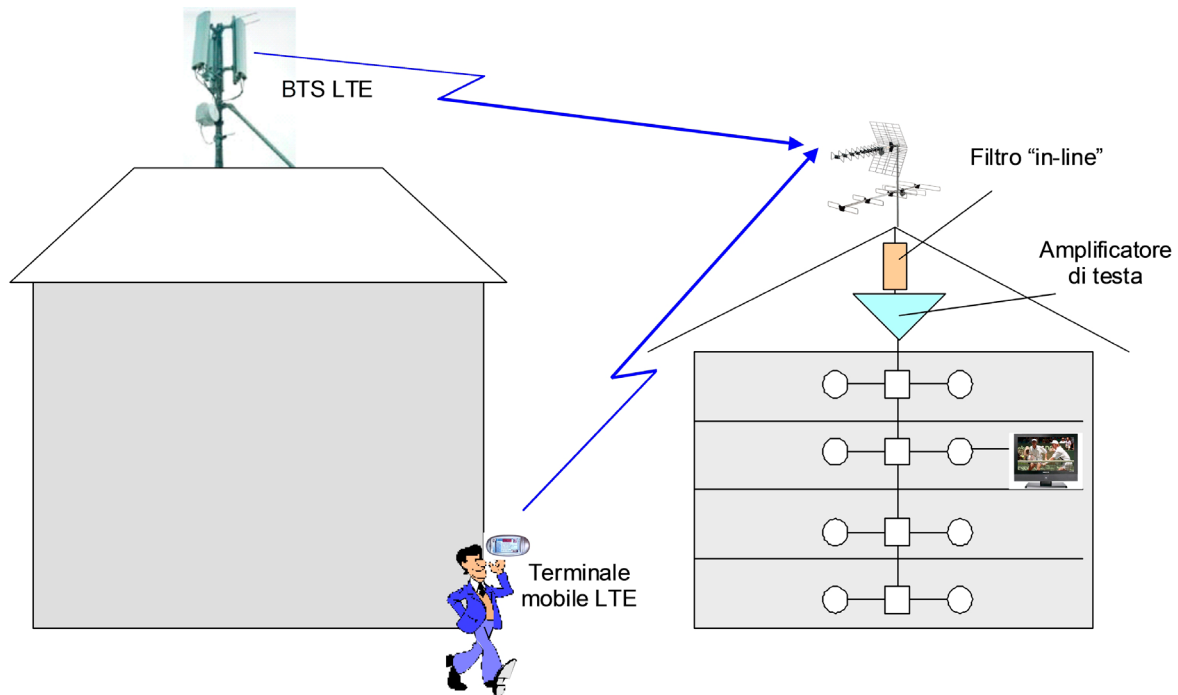 BTS LTE
Filtro “in-line”
Amplificatore
di testa
Terminale
mobile LTE